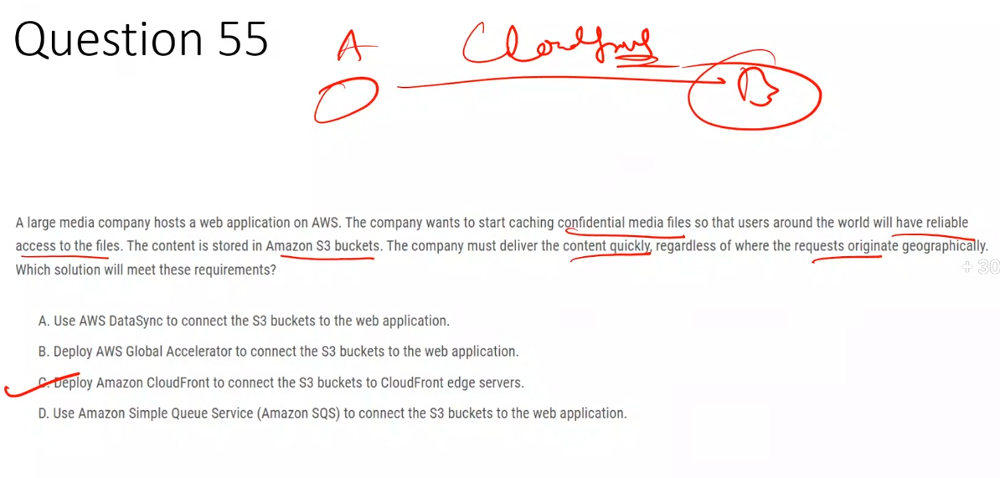 Question 55
A
B
A large media company hosts a web application on AWS. The company wants to start caching confidential media files so that users around the world will have reliable
access to the files. The content is stored in Amazon S3 buckets. The company must deliver the content quickly, regardless of where the requests originate geographically.
Which solution will meet these requirements?
+ 30
A. Use AWS DataSync to connect the S3 buckets to the web application.
B. Deploy AWS Global Accelerator to connect the S3 buckets to the web application.
C. Deploy Amazon CloudFront to connect the S3 buckets to CloudFront edge servers.
D. Use Amazon Simple Queue Service (Amazon SQS) to connect the S3 buckets to the web application.